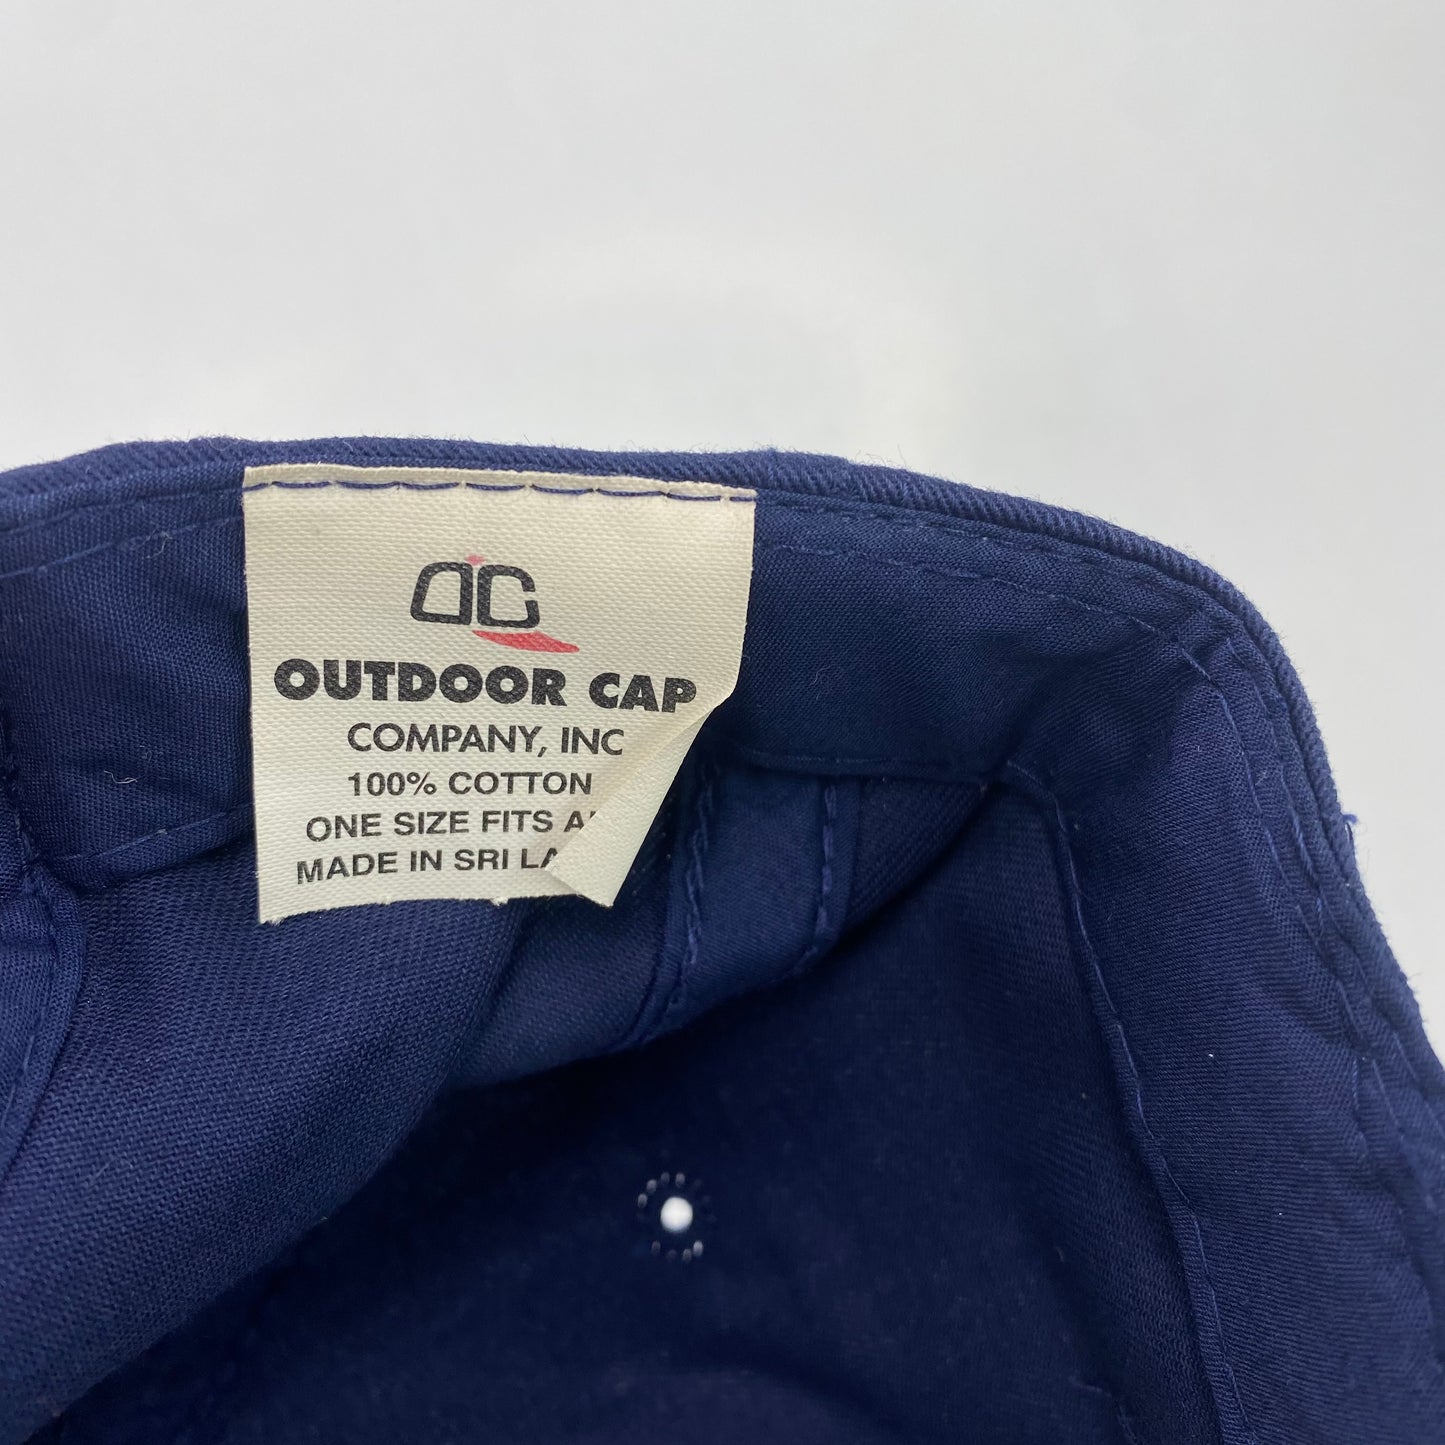 OC
OUTDOOR CAP
COMPANY, INC
100% COTTON
ONE SIZE FITS A
MADE IN SRI LA